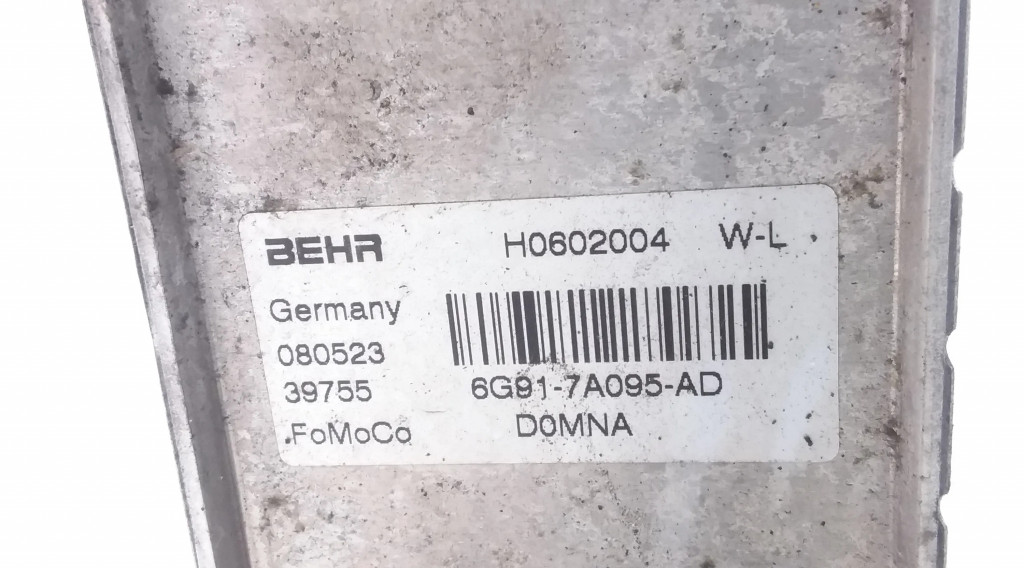 BEHR H0602004 W-L
Germany
080523
39755 6G91-7A095-AD
FoMoCo D0MNA